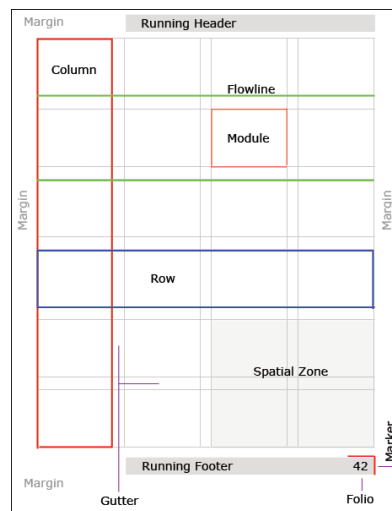 Margin
Running Header
Column
Flowline
Module
Margin
Margin
Row
Spatial Zone
Running Footer
42
Marker
Margin
Gutter
Folio